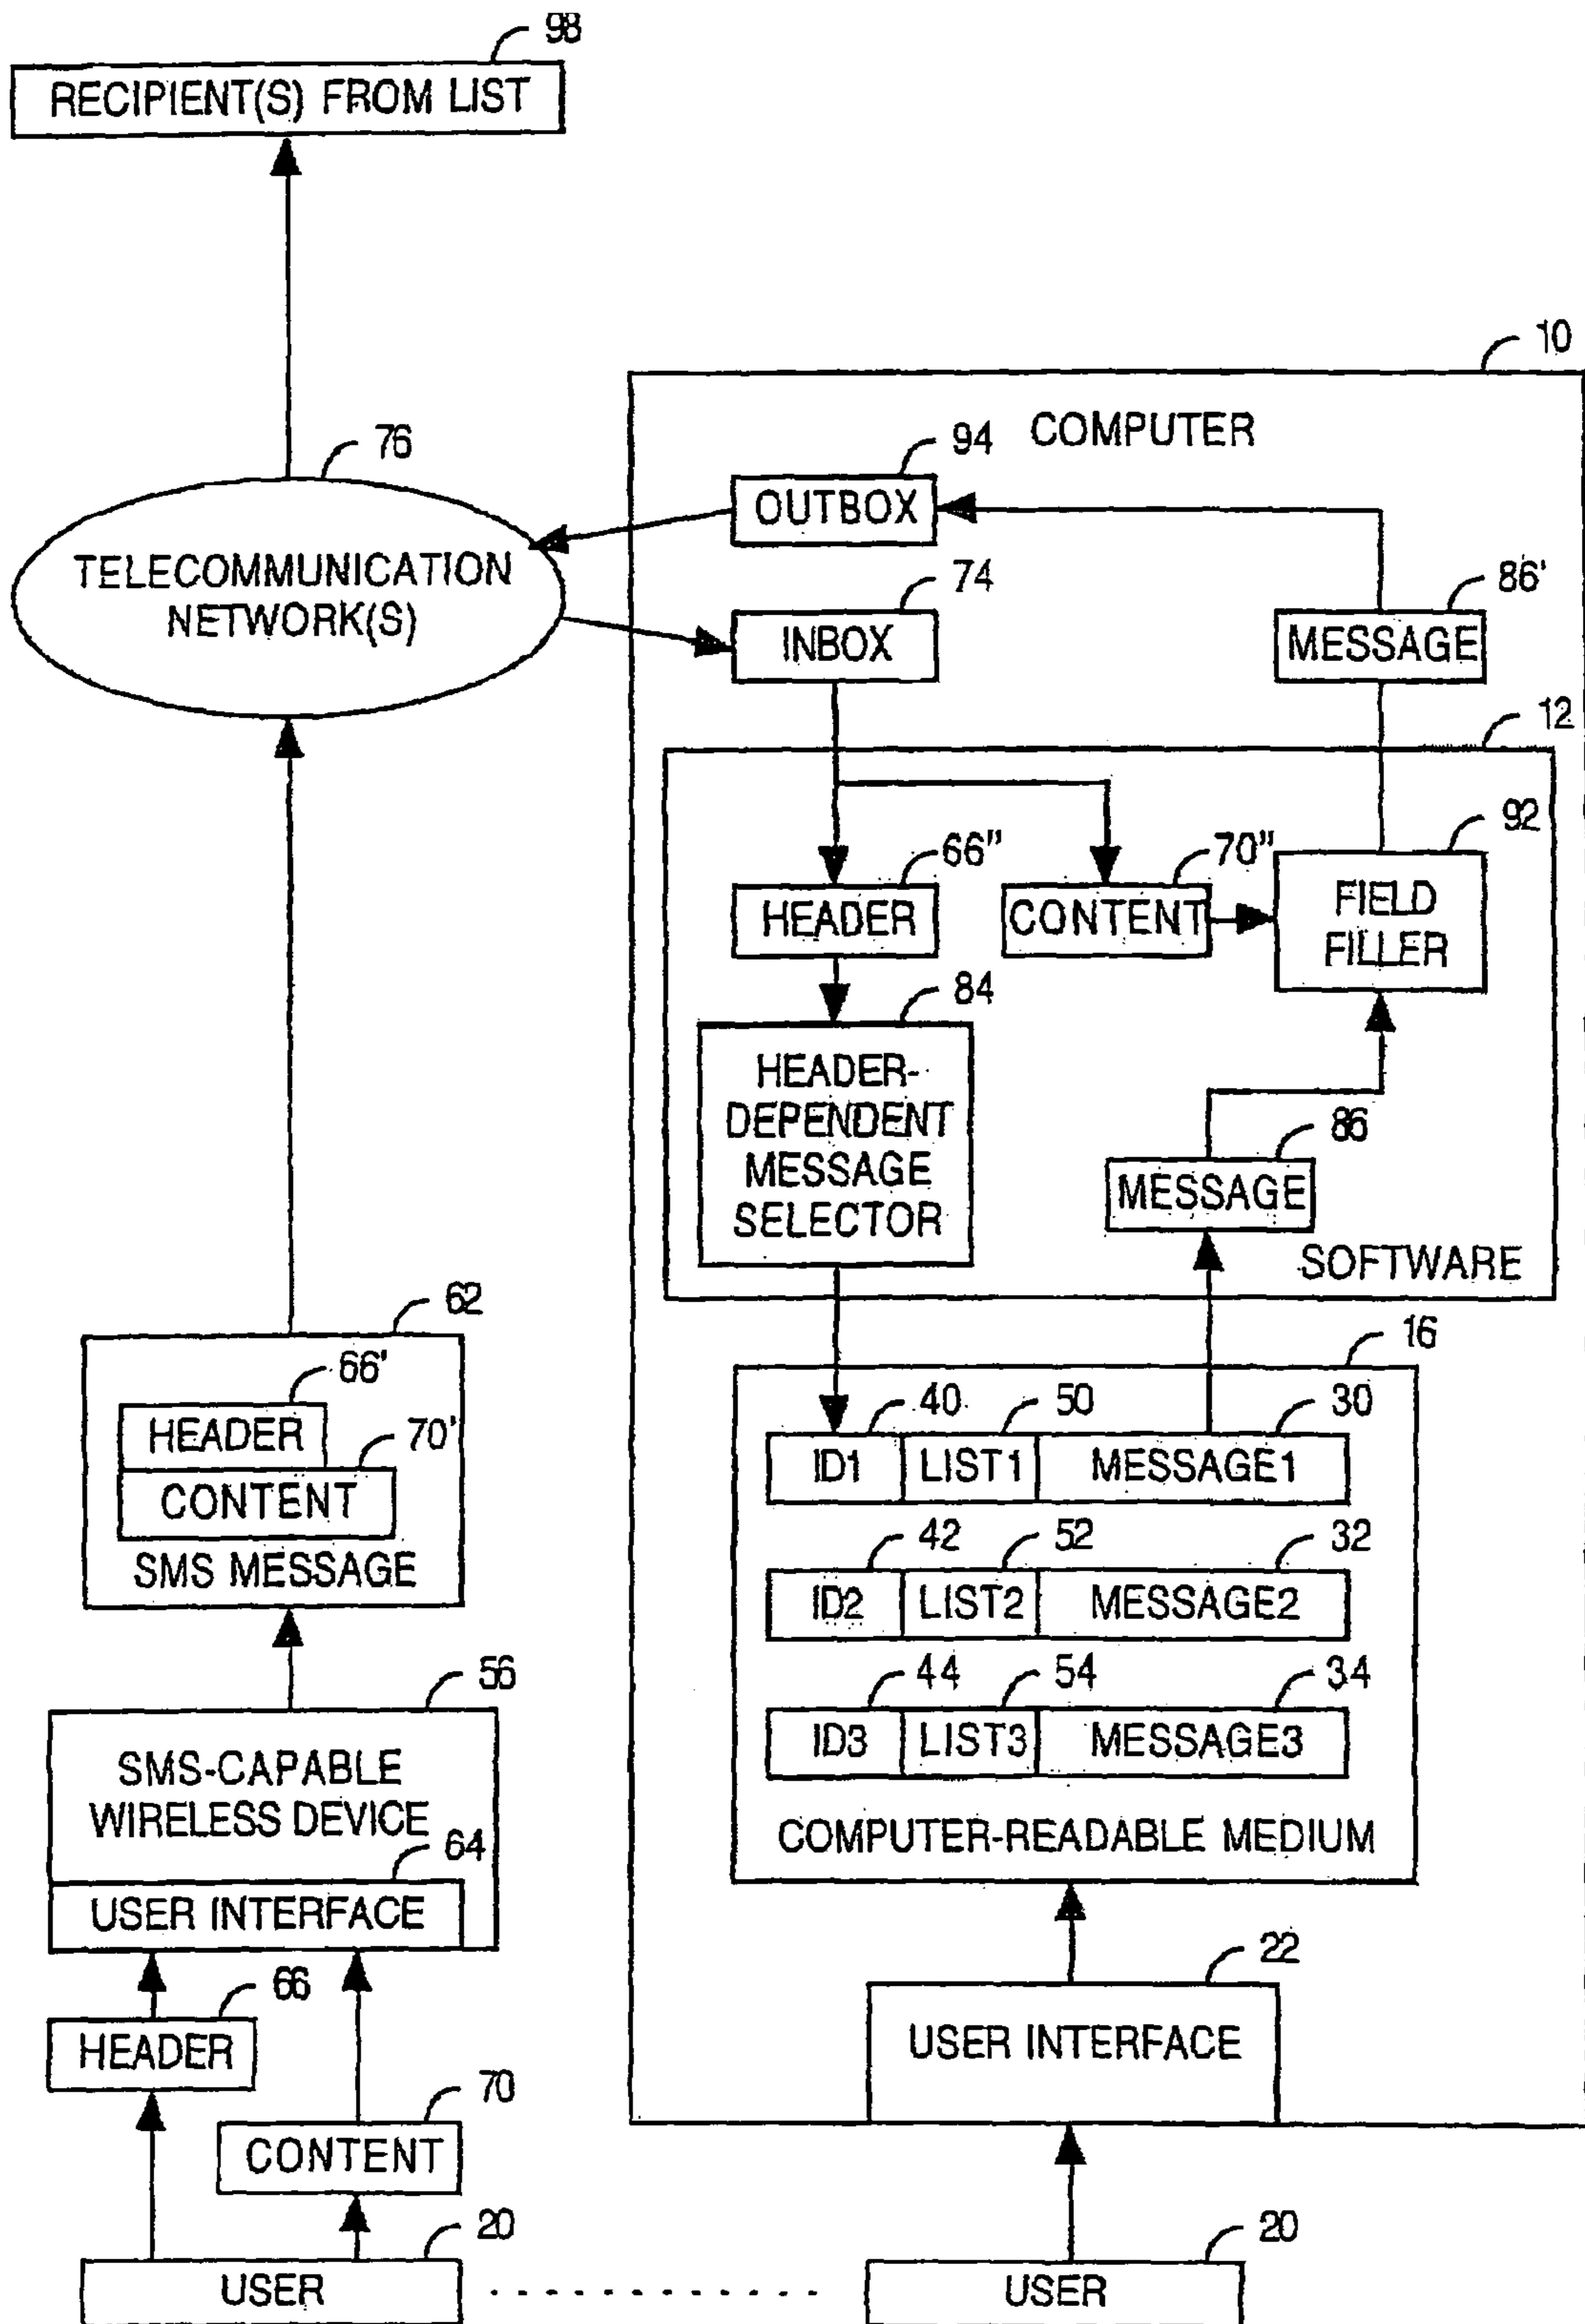 98
RECIPIENT(S) FROM LIST
10
COMPUTER
76
94
OUTBOX
TELECOMMUNICATION
NETWORK(S)
74
INBOX
86'
MESSAGE
12
66"
HEADER
70"
CONTENT
92
FIELD
FILLER
84
HEADER-
DEPENDENT
MESSAGE
SELECTOR
86
MESSAGE
SOFTWARE
62
66'
HEADER
70'
CONTENT
SMS MESSAGE
16
40 50 30
ID1 LIST1 MESSAGE1
42 52 32
ID2 LIST2 MESSAGE2
44 54 34
ID3 LIST3 MESSAGE3
COMPUTER-READABLE MEDIUM
56
SMS-CAPABLE
WIRELESS DEVICE
64
USER INTERFACE
66
HEADER
70
CONTENT
20
USER
22
USER INTERFACE
20
USER